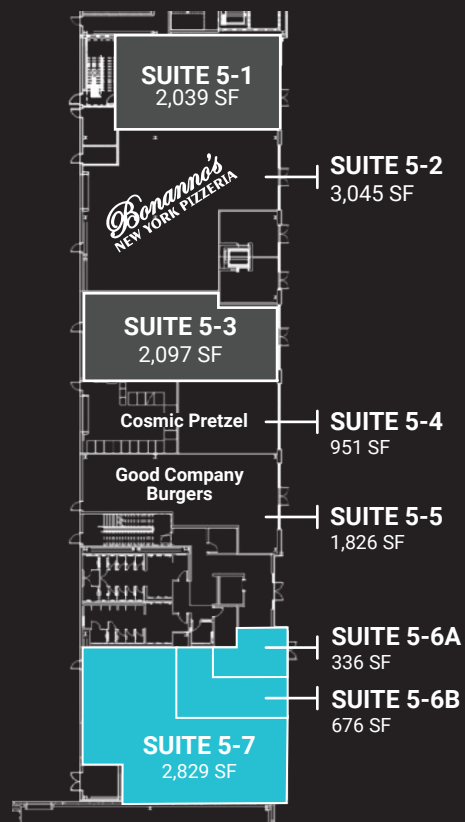 SUITE 5-1
2,039 SF
Bonanno's
NEW YORK PIZZERIA
SUITE 5-2
3,045 SF
SUITE 5-3
2,097 SF
Cosmic Pretzel
SUITE 5-4
951 SF
Good Company
Burgers
SUITE 5-5
1,826 SF
SUITE 5-6A
336 SF
SUITE 5-6B
676 SF
SUITE 5-7
2,829 SF